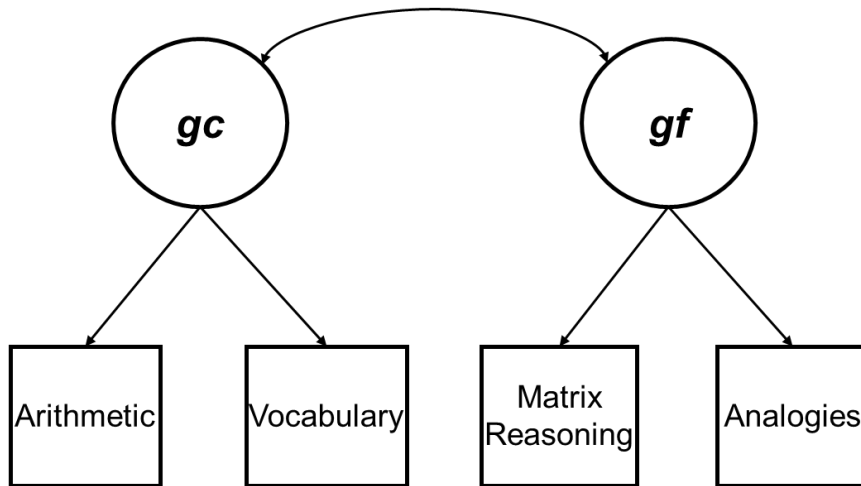 gc
gf
Arithmetic
Vocabulary
Matrix
Reasoning
Analogies